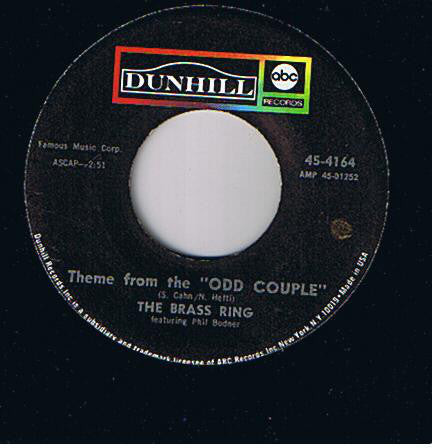 DUNHILL
abc
RECORDS
Famous Music Corp.
ASCAP—2:51
45-4164
AMP 45-01252
Theme from the "ODD COUPLE"
(S. Cahn/N. Hefti)
THE BRASS RING
featuring Phil Bodner
Dunhill Records Inc. is a subsidiary and trademark licensee of ABC Records Inc. New York N.Y. 10019 • Made in USA